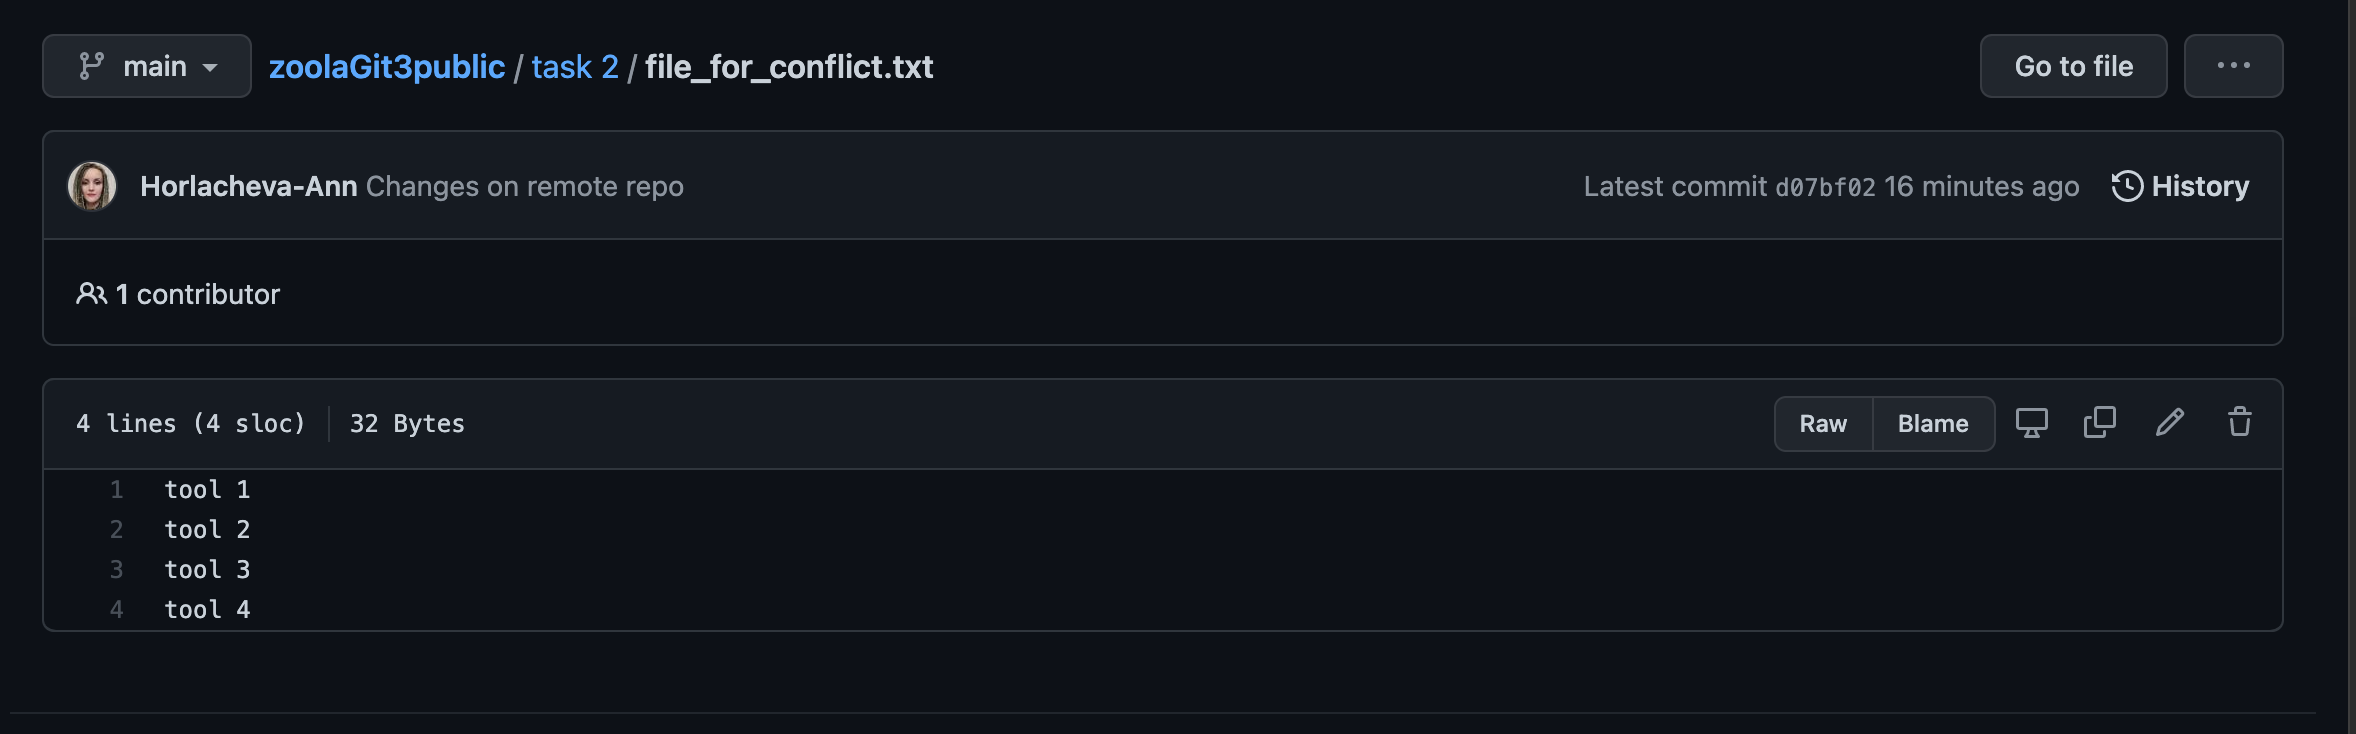 main zoolaGit3public / task 2 / file_for_conflict.txt Go to file ...
Horlacheva-Ann Changes on remote repo Latest commit d07bf02 16 minutes ago History
1 contributor
4 lines (4 sloc) 32 Bytes Raw Blame
1 tool 1
2 tool 2
3 tool 3
4 tool 4